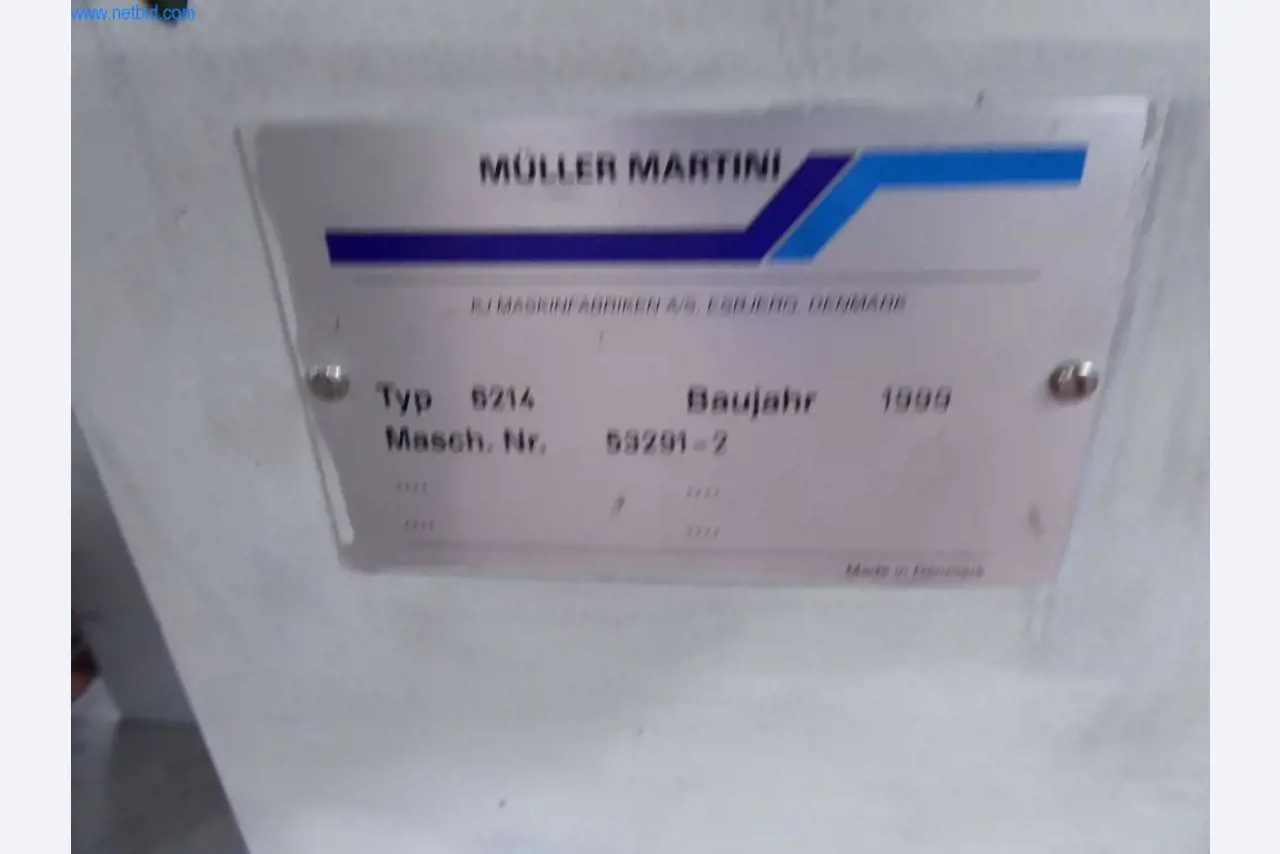 www.netbid.com
MÜLLER MARTINI
MASKINFABRIKEN A/S, ESBJERG, DENMARK
Typ 6214 Baujahr 1999
Masch. Nr. 53291-2
Made in Denmark